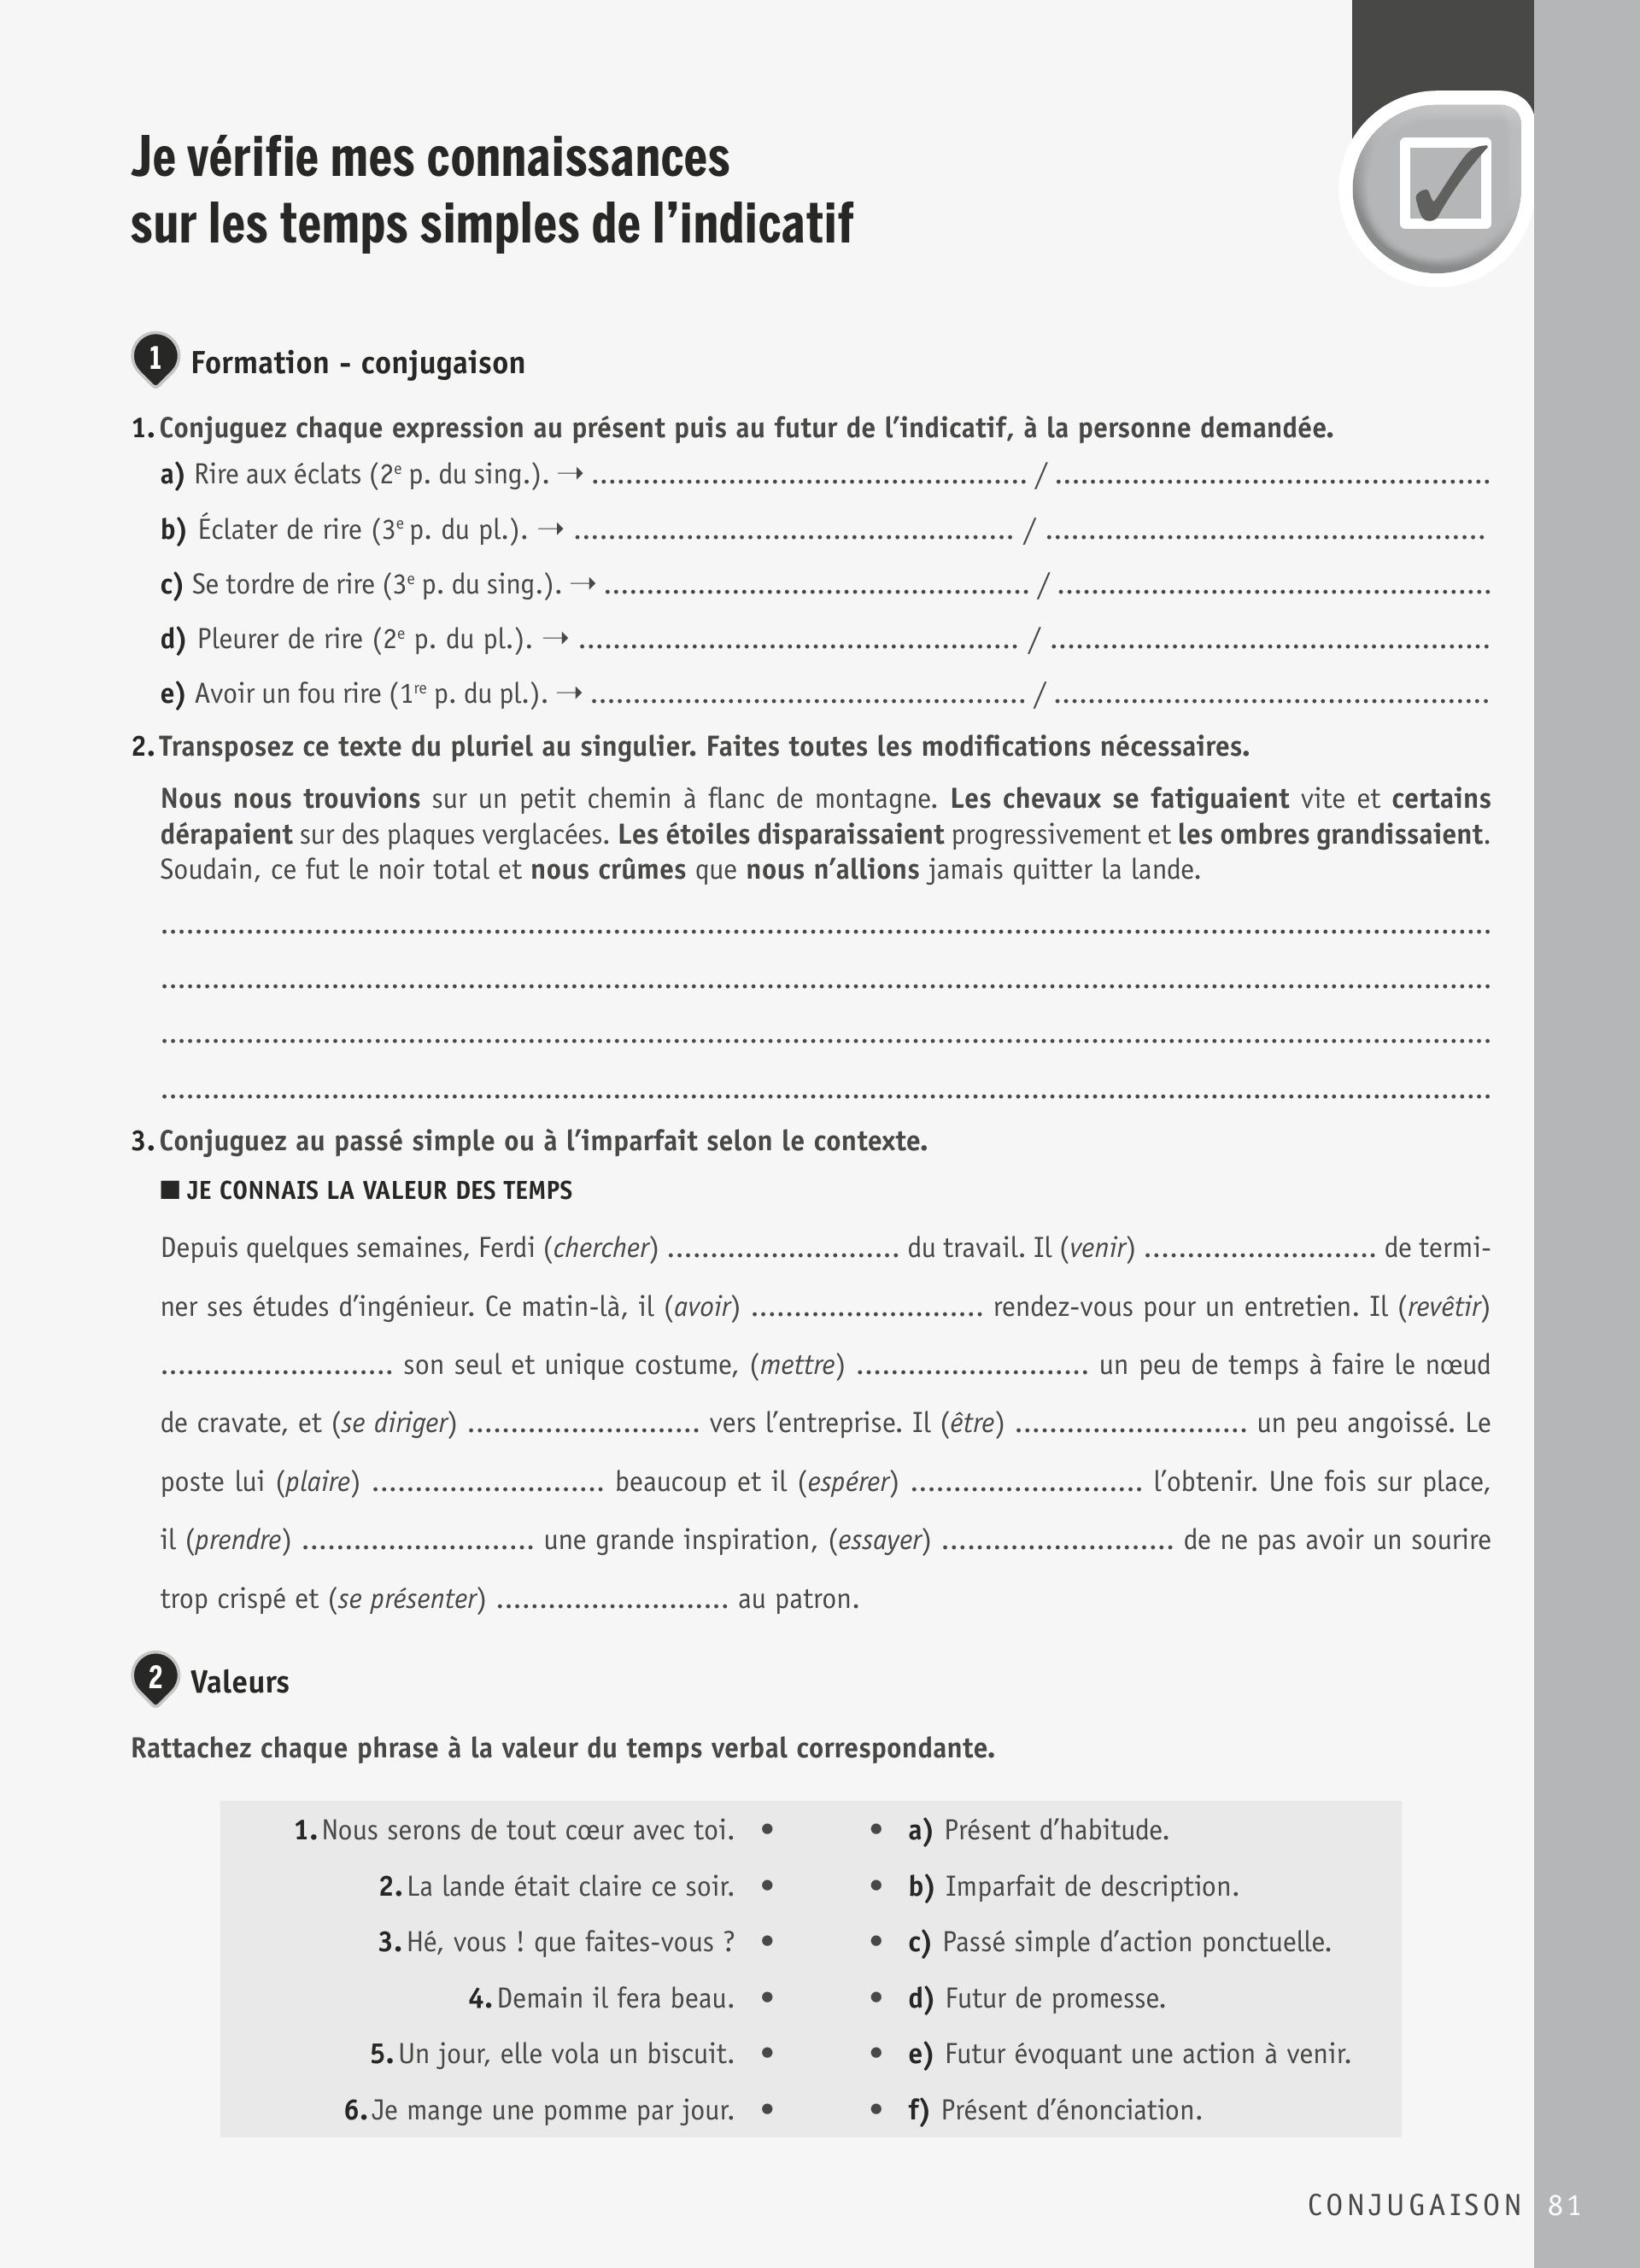 Je vérifie mes connaissances
sur les temps simples de l’indicatif
1 Formation - conjugaison
1. Conjuguez chaque expression au présent puis au futur de l’indicatif, à la personne demandée.
a) Rire aux éclats (2e p. du sing.). → .................................................. / ..................................................
b) Éclater de rire (3e p. du pl.). → .................................................. / ..................................................
c) Se tordre de rire (3e p. du sing.). → .................................................. / ..................................................
d) Pleurer de rire (2e p. du pl.). → .................................................. / ..................................................
e) Avoir un fou rire (1re p. du pl.). → .................................................. / ..................................................
2. Transposez ce texte du pluriel au singulier. Faites toutes les modifications nécessaires.
Nous nous trouvions sur un petit chemin à flanc de montagne. Les chevaux se fatiguaient vite et certains
dérapaient sur des plaques verglacées. Les étoiles disparaissaient progressivement et les ombres grandissaient.
Soudain, ce fut le noir total et nous crûmes que nous n’allions jamais quitter la lande.
3. Conjuguez au passé simple ou à l’imparfait selon le contexte.
■ JE CONNAIS LA VALEUR DES TEMPS
Depuis quelques semaines, Ferdi (chercher) ........................... du travail. Il (venir) ........................... de termi-
ner ses études d’ingénieur. Ce matin-là, il (avoir) ........................... rendez-vous pour un entretien. Il (revêtir)
........................... son seul et unique costume, (mettre) ........................... un peu de temps à faire le nœud
de cravate, et (se diriger) ........................... vers l’entreprise. Il (être) ........................... un peu angoissé. Le
poste lui (plaire) ........................... beaucoup et il (espérer) ........................... l’obtenir. Une fois sur place,
il (prendre) ........................... une grande inspiration, (essayer) ........................... de ne pas avoir un sourire
trop crispé et (se présenter) ........................... au patron.
2 Valeurs
Rattachez chaque phrase à la valeur du temps verbal correspondante.
1. Nous serons de tout cœur avec toi. • • a) Présent d’habitude.
2. La lande était claire ce soir. • • b) Imparfait de description.
3. Hé, vous ! que faites-vous ? • • c) Passé simple d’action ponctuelle.
4. Demain il fera beau. • • d) Futur de promesse.
5. Un jour, elle vola un biscuit. • • e) Futur évoquant une action à venir.
6. Je mange une pomme par jour. • • f) Présent d’énonciation.
CONJUGAISON 81